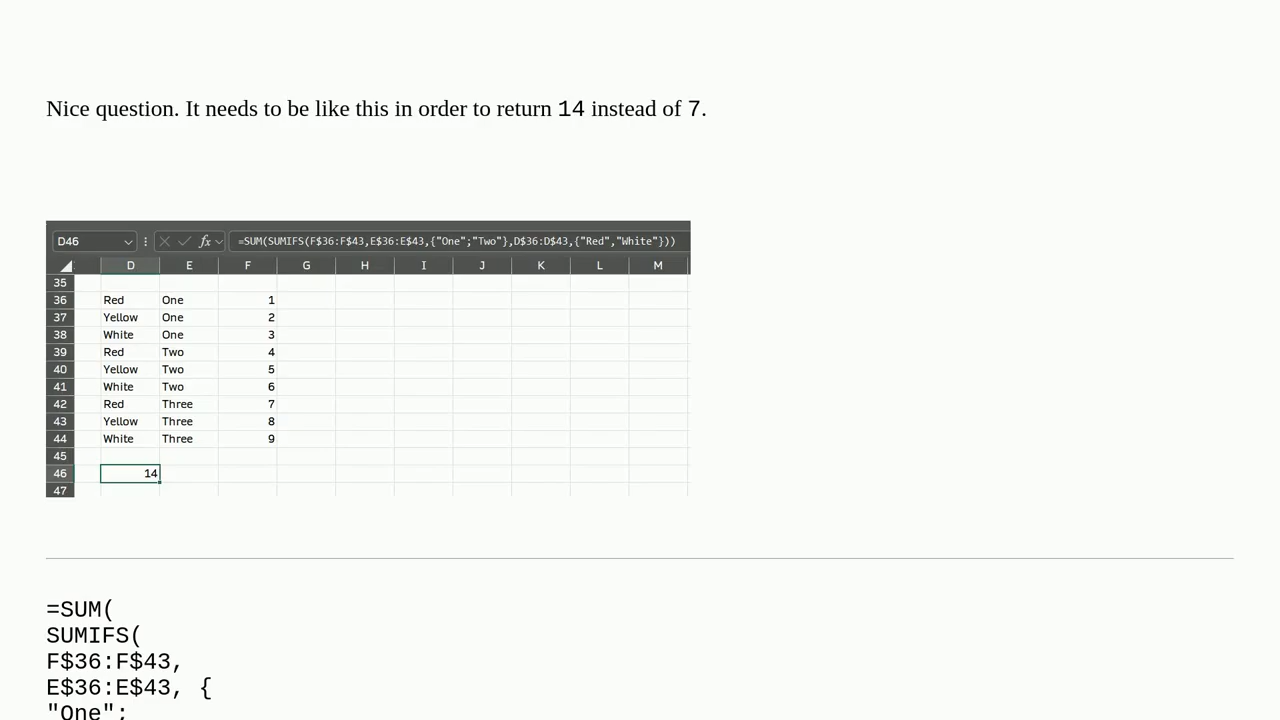 Nice question. It needs to be like this in order to return 14 instead of 7.
D46 fx =SUM(SUMIFS(F$36:F$43,E$36:E$43,{"One";"Two"},D$36:D$43,{"Red","White"}))
D E F G H I J K L M
35
36 Red One 1
37 Yellow One 2
38 White One 3
39 Red Two 4
40 Yellow Two 5
41 White Two 6
42 Red Three 7
43 Yellow Three 8
44 White Three 9
45
46 14
47
=SUM(
SUMIFS(
F$36:F$43,
E$36:E$43, {
"One";